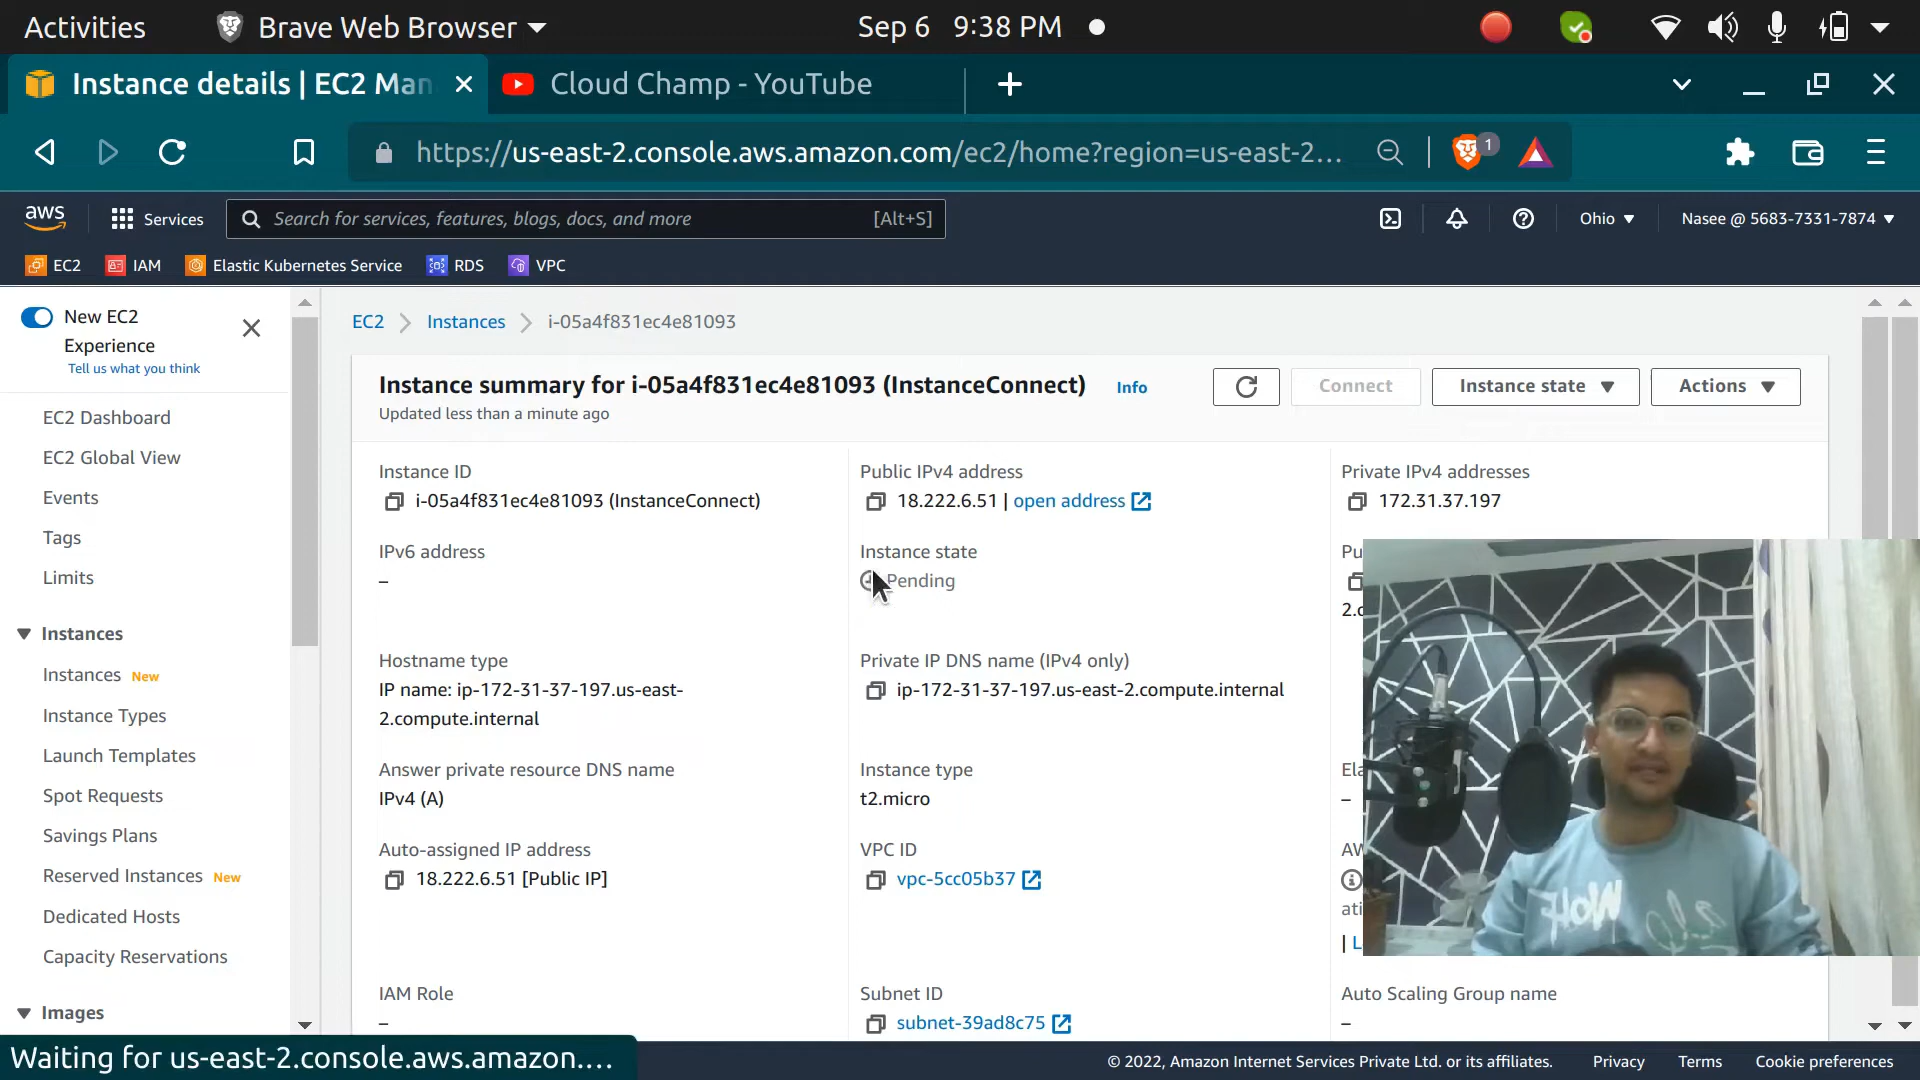 Activities
Brave Web Browser
Sep 6 9:38 PM
Instance details | EC2 Man
Cloud Champ - YouTube
https://us-east-2.console.aws.amazon.com/ec2/home?region=us-east-2...
1
aws
Services
Search for services, features, blogs, docs, and more
[Alt+S]
Ohio
Nasee @ 5683-7331-7874
EC2
IAM
Elastic Kubernetes Service
RDS
VPC
New EC2
Experience
Tell us what you think
EC2 Dashboard
EC2 Global View
Events
Tags
Limits
Instances
Instances New
Instance Types
Launch Templates
Spot Requests
Savings Plans
Reserved Instances New
Dedicated Hosts
Capacity Reservations
Images
EC2
Instances
i-05a4f831ec4e81093
Instance summary for i-05a4f831ec4e81093 (InstanceConnect)
Info
Updated less than a minute ago
Connect
Instance state
Actions
Instance ID
i-05a4f831ec4e81093 (InstanceConnect)
Public IPv4 address
18.222.6.51 | open address
Private IPv4 addresses
172.31.37.197
IPv6 address
–
Instance state
Pending
Pu
2.c
Hostname type
IP name: ip-172-31-37-197.us-east-
2.compute.internal
Private IP DNS name (IPv4 only)
ip-172-31-37-197.us-east-2.compute.internal
Answer private resource DNS name
IPv4 (A)
Instance type
t2.micro
Ela
–
Auto-assigned IP address
18.222.6.51 [Public IP]
VPC ID
vpc-5cc05b37
AW
ati
| L
IAM Role
–
Subnet ID
subnet-39ad8c75
Auto Scaling Group name
–
Waiting for us-east-2.console.aws.amazon....
© 2022, Amazon Internet Services Private Ltd. or its affiliates.
Privacy
Terms
Cookie preferences